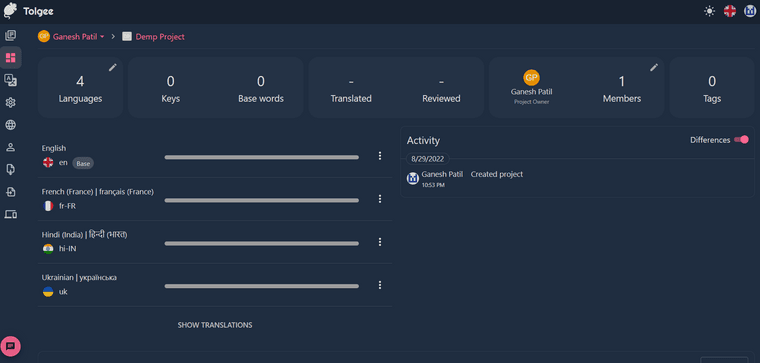 Tolgee
GP Ganesh Patil > Demp Project
4
Languages
0
Keys
0
Base words
-
Translated
-
Reviewed
GP
Ganesh Patil
Project Owner
1
Members
0
Tags
English
en Base
French (France) | français (France)
fr-FR
Hindi (India) | हिन्दी (भारत)
hi-IN
Ukrainian | українська
uk
SHOW TRANSLATIONS
Activity
Differences
8/29/2022
Ganesh Patil Created project
10:53 PM